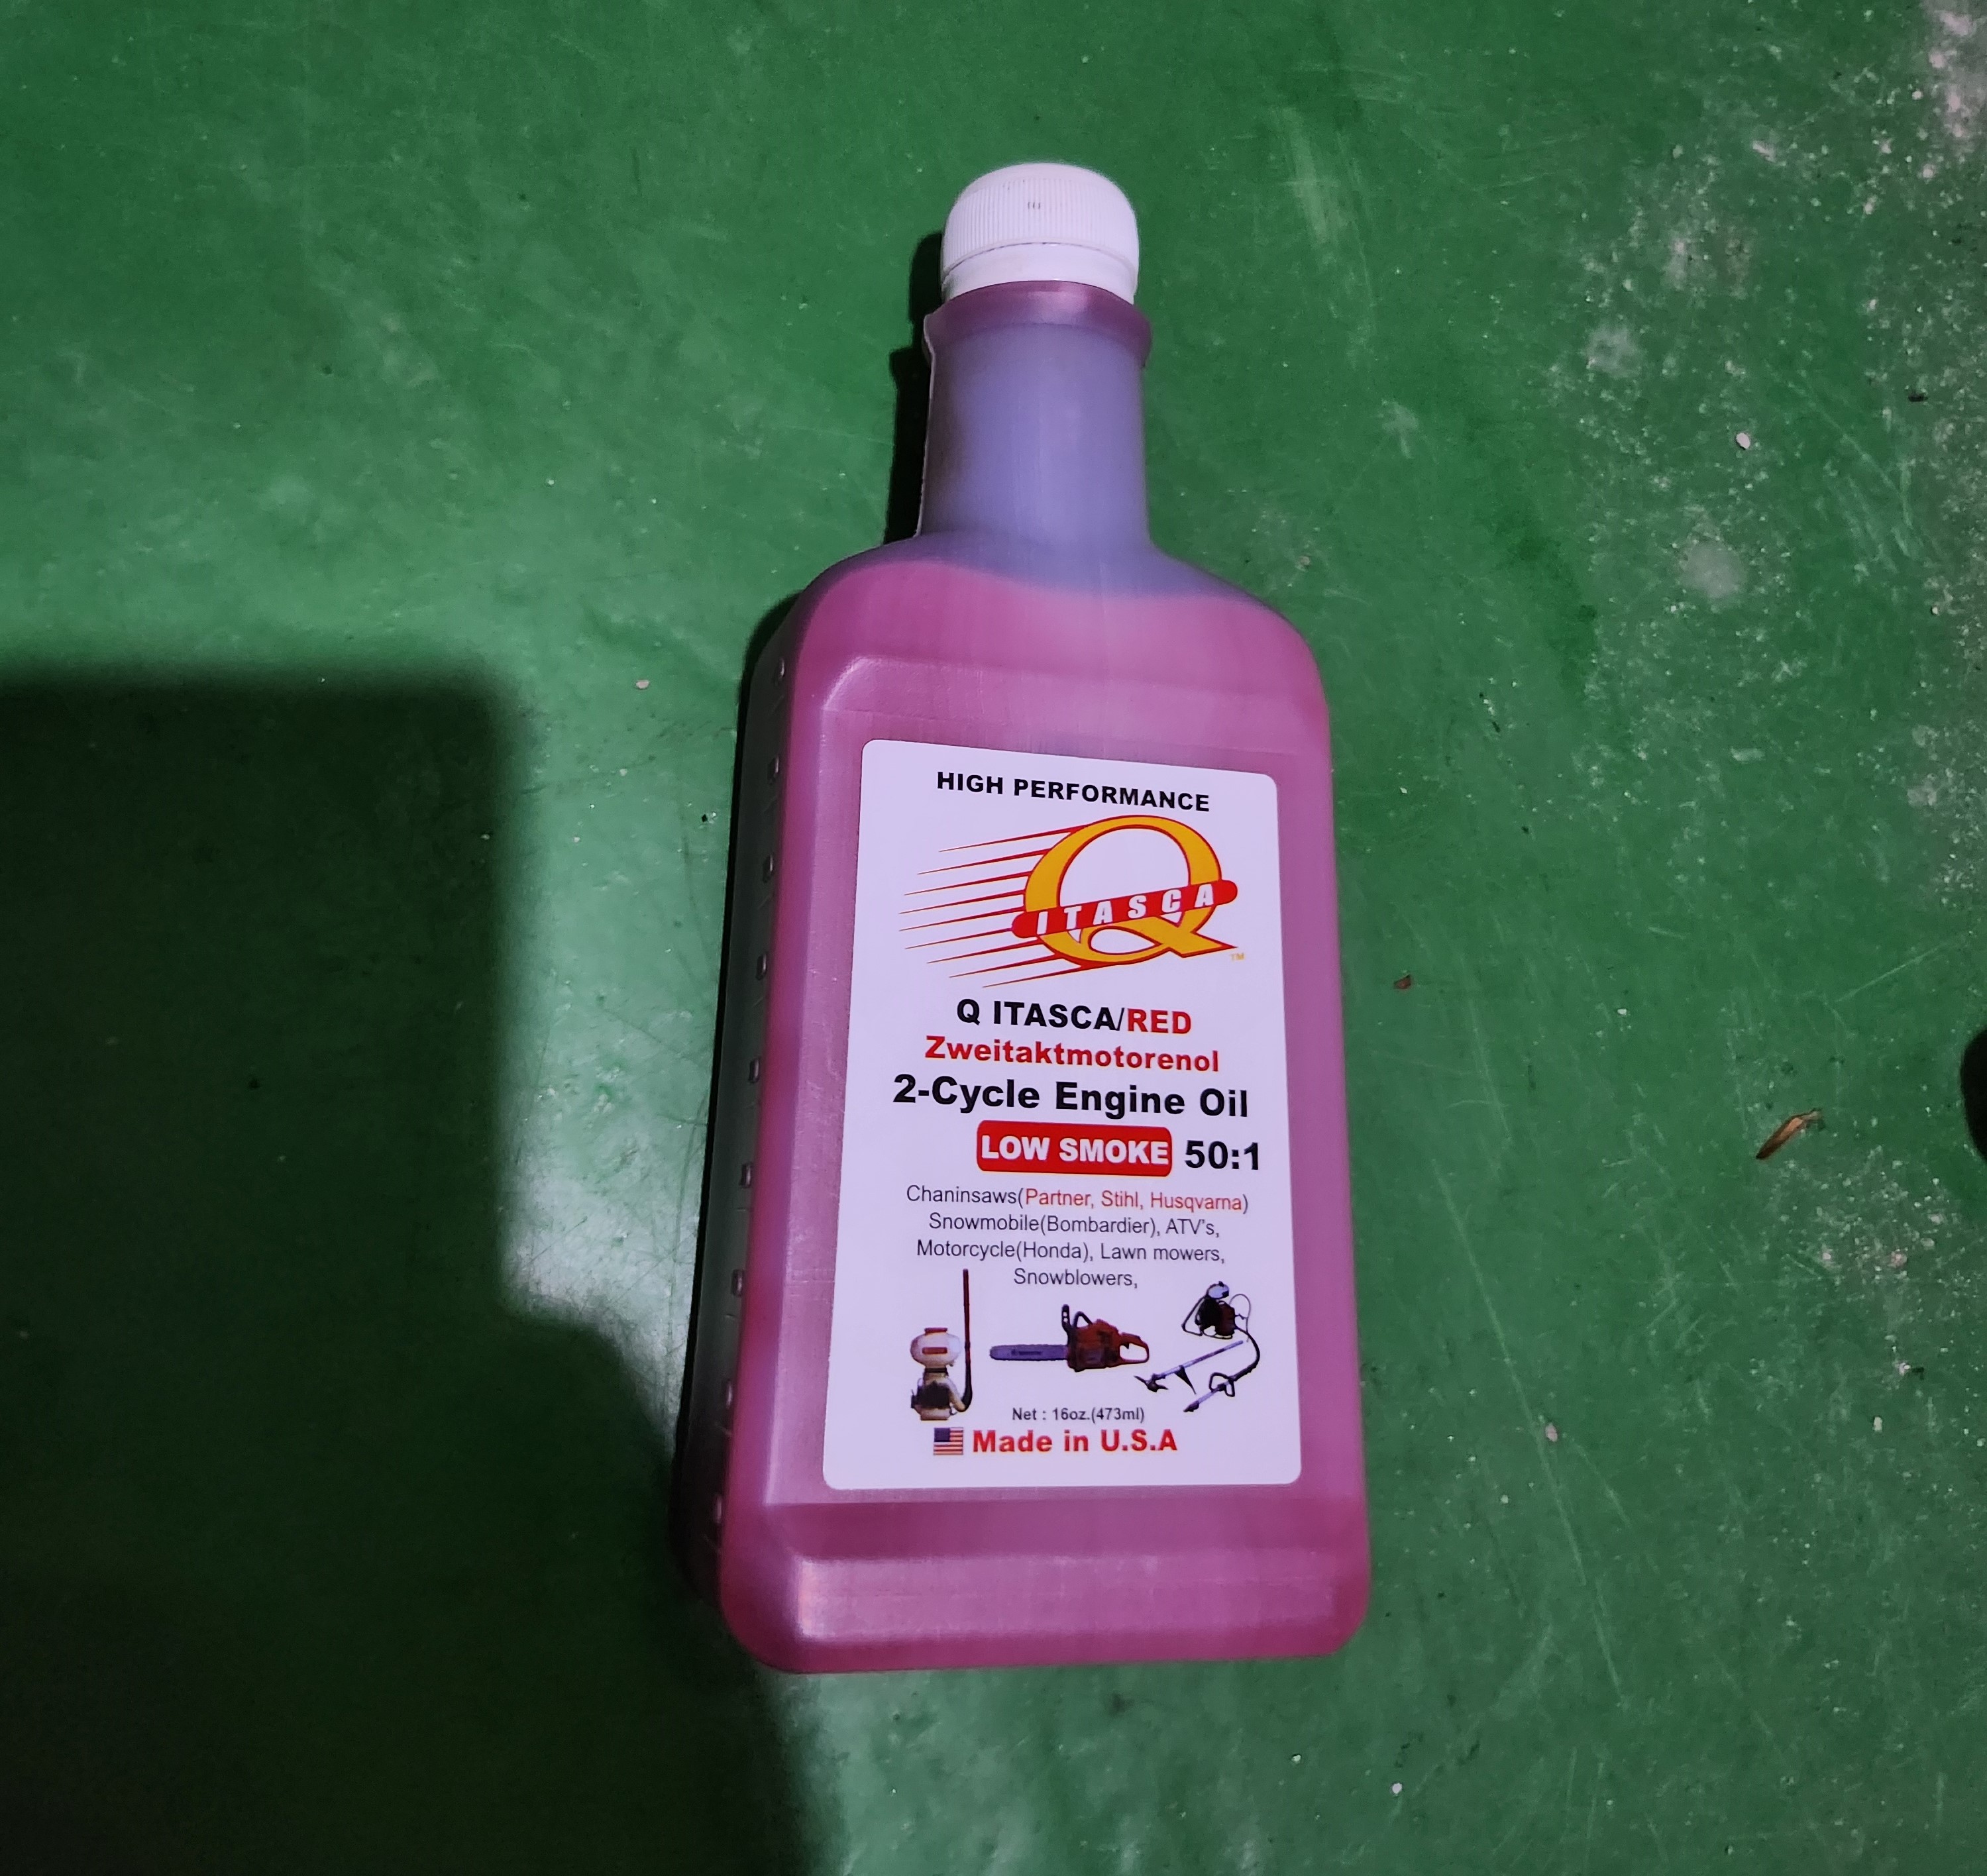 HIGH PERFORMANCE
Q
ITASCA
TM
Q ITASCA/RED
Zweitaktmotorenol
2-Cycle Engine Oil
LOW SMOKE 50:1
Chaninsaws(Partner, Stihl, Husqvarna)
Snowmobile(Bombardier), ATV's,
Motorcycle(Honda), Lawn mowers,
Snowblowers,
Net : 16oz.(473ml)
Made in U.S.A